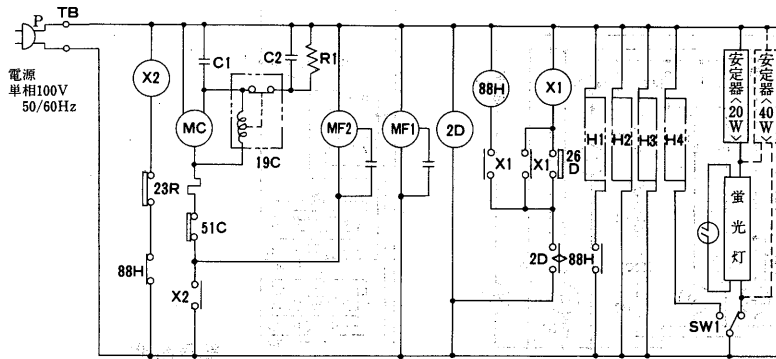 P
TB
電源
単相100V
50/60Hz
X2
MC
C1
C2
R1
19C
23R
51C
88H
X2
MF2
MF1
2D
88H
X1
X1
X1
26
D
2D
88H
H1
H2
H3
H4
安定器〈20W〉
安定器〈40W〉
蛍光灯
SW1